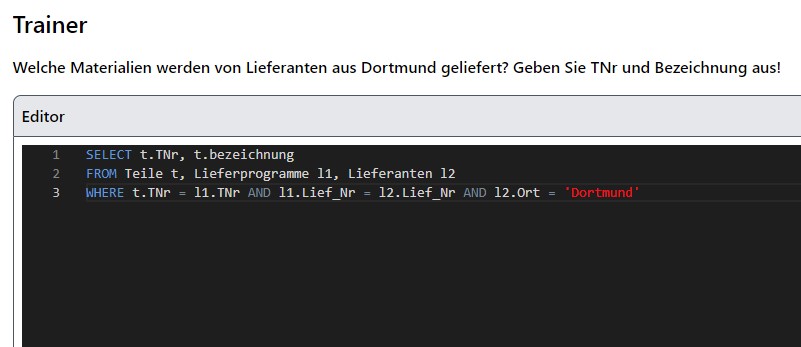 Trainer
Welche Materialien werden von Lieferanten aus Dortmund geliefert? Geben Sie TNr und Bezeichnung aus!
Editor
1 SELECT t.TNr, t.bezeichnung
2 FROM Teile t, Lieferprogramme l1, Lieferanten l2
3 WHERE t.TNr = l1.TNr AND l1.Lief_Nr = l2.Lief_Nr AND l2.Ort = 'Dortmund'